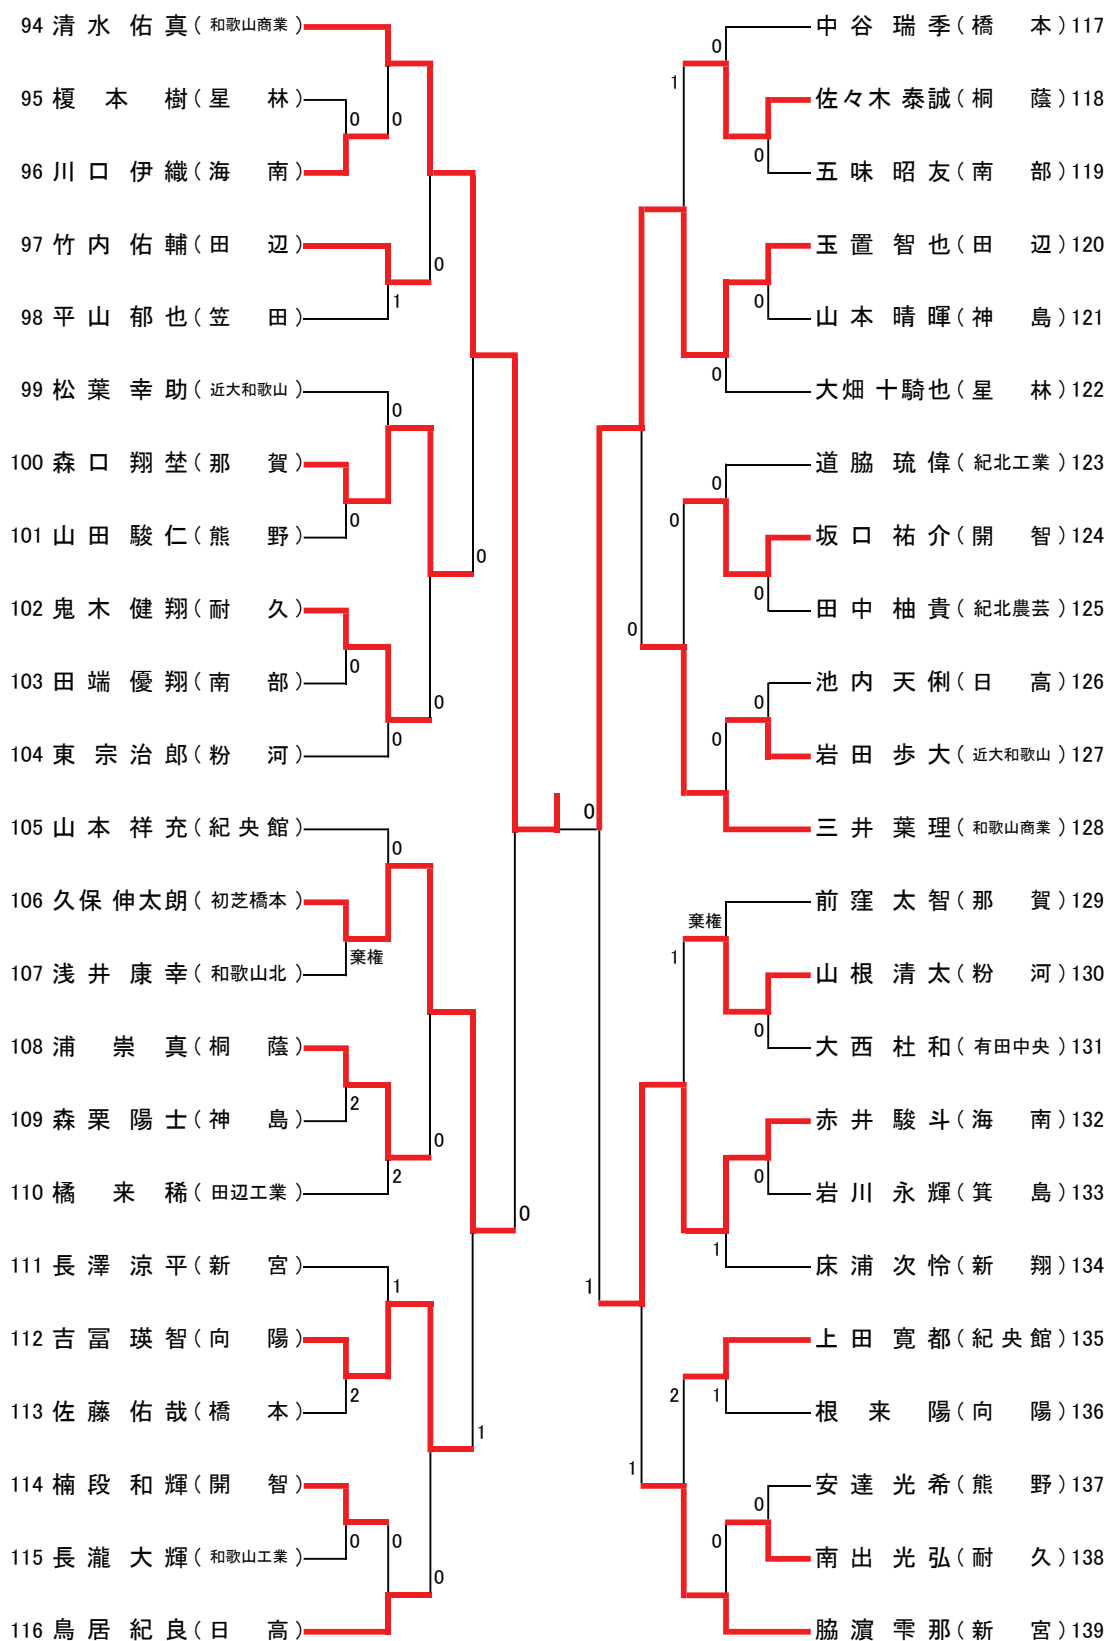 94 清水 佑真 (和歌山商業)
95 榎本 樹 (星林)
0
0
96 川口 伊織 (海南)
97 竹内 佑輔 (田辺)
0
1
98 平山 郁也 (笠田)
99 松葉 幸助 (近大和歌山)
0
100 森口 翔埜 (那賀)
0
101 山田 駿仁 (熊野)
0
102 鬼木 健翔 (耐久)
0
103 田端 優翔 (南部)
0
0
104 東 宗治郎 (粉河)
105 山本 祥充 (紀央館)
0
106 久保 伸太朗 (初芝橋本)
棄権
107 浅井 康幸 (和歌山北)
108 浦 崇真 (桐蔭)
2
109 森栗 陽士 (神島)
0
2
110 橘 来稀 (田辺工業)
0
111 長澤 涼平 (新宮)
1
112 吉冨 瑛智 (向陽)
2
113 佐藤 佑哉 (橋本)
1
114 楠段 和輝 (開智)
0
0
115 長瀧 大輝 (和歌山工業)
0
116 鳥居 紀良 (日高)
0
中谷 瑞季 (橋本) 117
0
1
佐々木 泰誠 (桐蔭) 118
0
五味 昭友 (南部) 119
玉置 智也 (田辺) 120
0
山本 晴暉 (神島) 121
0
大畑 十騎也 (星林) 122
道脇 琉偉 (紀北工業) 123
0
0
坂口 祐介 (開智) 124
0
田中 柚貴 (紀北農芸) 125
0
池内 天俐 (日高) 126
0
0
岩田 歩大 (近大和歌山) 127
三井 葉理 (和歌山商業) 128
前窪 太智 (那賀) 129
棄権
1
山根 清太 (粉河) 130
0
大西 杜和 (有田中央) 131
赤井 駿斗 (海南) 132
0
岩川 永輝 (箕島) 133
1
床浦 次怜 (新翔) 134
1
上田 寛都 (紀央館) 135
2
1
根来 陽 (向陽) 136
1
安達 光希 (熊野) 137
0
0
南出 光弘 (耐久) 138
脇濵 雫那 (新宮) 139